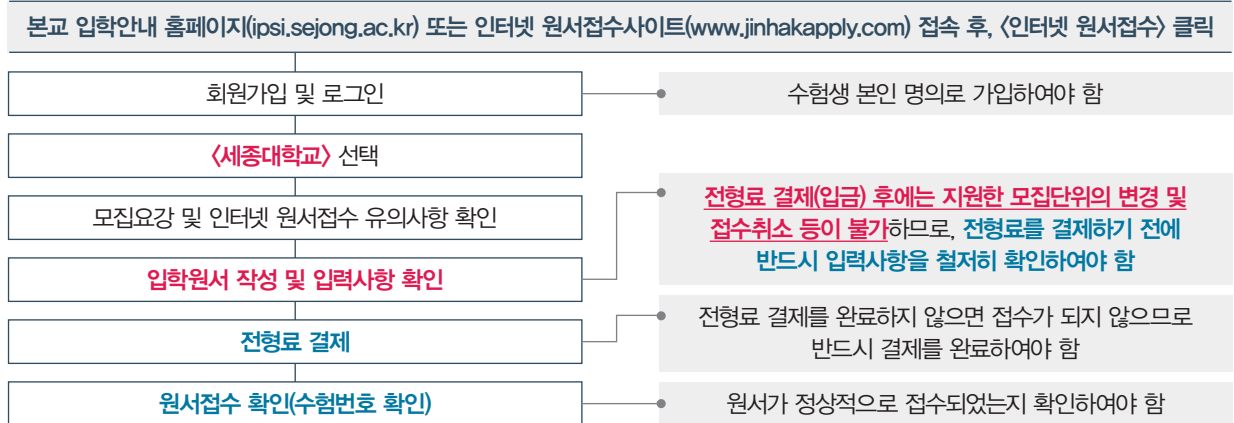 본교 입학안내 홈페이지(ipsi.sejong.ac.kr) 또는 인터넷 원서접수사이트(www.jinhakapply.com) 접속 후, 〈인터넷 원서접수〉 클릭
회원가입 및 로그인
수험생 본인 명의로 가입하여야 함
〈세종대학교〉 선택
모집요강 및 인터넷 원서접수 유의사항 확인
입학원서 작성 및 입력사항 확인
전형료 결제(입금) 후에는 지원한 모집단위의 변경 및
접수취소 등이 불가하므로, 전형료를 결제하기 전에
반드시 입력사항을 철저히 확인하여야 함
전형료 결제
전형료 결제를 완료하지 않으면 접수가 되지 않으므로
반드시 결제를 완료하여야 함
원서접수 확인(수험번호 확인)
원서가 정상적으로 접수되었는지 확인하여야 함